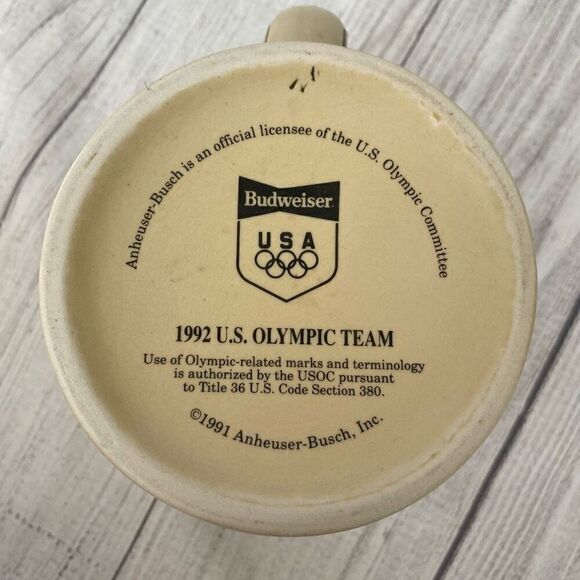 Anheuser-Busch is an official licensee of the U.S. Olympic Committee
Budweiser
USA
1992 U.S. OLYMPIC TEAM
Use of Olympic-related marks and terminology
is authorized by the USOC pursuant
to Title 36 U.S. Code Section 380.
©1991 Anheuser-Busch, Inc.